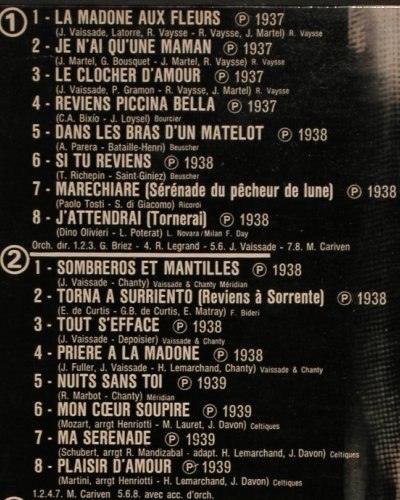 1 1 - LA MADONE AUX FLEURS Ⓟ 1937
(J. Vaissade, Latorre, R. Vaysse - R. Vaysse, J. Martel) R. Vaysse
2 - JE N'AI QU'UNE MAMAN Ⓟ 1937
(J. Martel, G. Bousquet - J. Martel, R. Vaysse) R. Vaysse
3 - LE CLOCHER D'AMOUR Ⓟ 1937
(J. Vaissade, P. Gramon - R. Vaysse, J. Martel) R. Vaysse
4 - REVIENS PICCINA BELLA Ⓟ 1937
(C.A. Bixio - J. Loysel) Bourcier
5 - DANS LES BRAS D'UN MATELOT Ⓟ 1938
(A. Parera - Bataille-Henri) Beuscher
6 - SI TU REVIENS Ⓟ 1938
(T. Richepin - Saint-Giniez) Beuscher
7 - MARECHIARE (Sérénade du pêcheur de lune) Ⓟ 1938
(Paolo Tosti - S. di Giacomo) Ricordi
8 - J'ATTENDRAI (Tornerai) Ⓟ 1938
(Dino Olivieri - L. Poterat) L. Novara/Milan F. Day
Orch. dir. 1.2.3. G. Briez - 4. R. Legrand - 5.6. J. Vaissade - 7.8. M. Cariven
2 1 - SOMBREROS ET MANTILLES Ⓟ 1938
(J. Vaissade - Chanty) Vaissade & Chanty Méridian
2 - TORNA A SURRIENTO (Reviens à Sorrente) Ⓟ 1938
(E. de Curtis - G.B. de Curtis, E. Matray) F. Bideri
3 - TOUT S'EFFACE Ⓟ 1938
(J. Vaissade - Depoisier) Vaissade & Chanty
4 - PRIERE A LA MADONE Ⓟ 1938
(J. Fuller, J. Vaissade - H. Lemarchand, Chanty) Vaissade & Chanty
5 - NUITS SANS TOI Ⓟ 1939
(R. Marbot - Chanty) Méridian
6 - MON CŒUR SOUPIRE Ⓟ 1939
(Mozart, arrgt Henriotti - M. Lauret, J. Davon) Celtiques
7 - MA SERENADE Ⓟ 1939
(Schubert, arrgt R. Mandizabal - adapt. H. Lemarchand, J. Davon) Celtiques
8 - PLAISIR D'AMOUR Ⓟ 1939
(Martini, arrgt Henriotti - H. Lemarchand, J. Davon) Celtiques
1.2.4.7. M. Cariven 5.6.8. avec acc. d'orch.